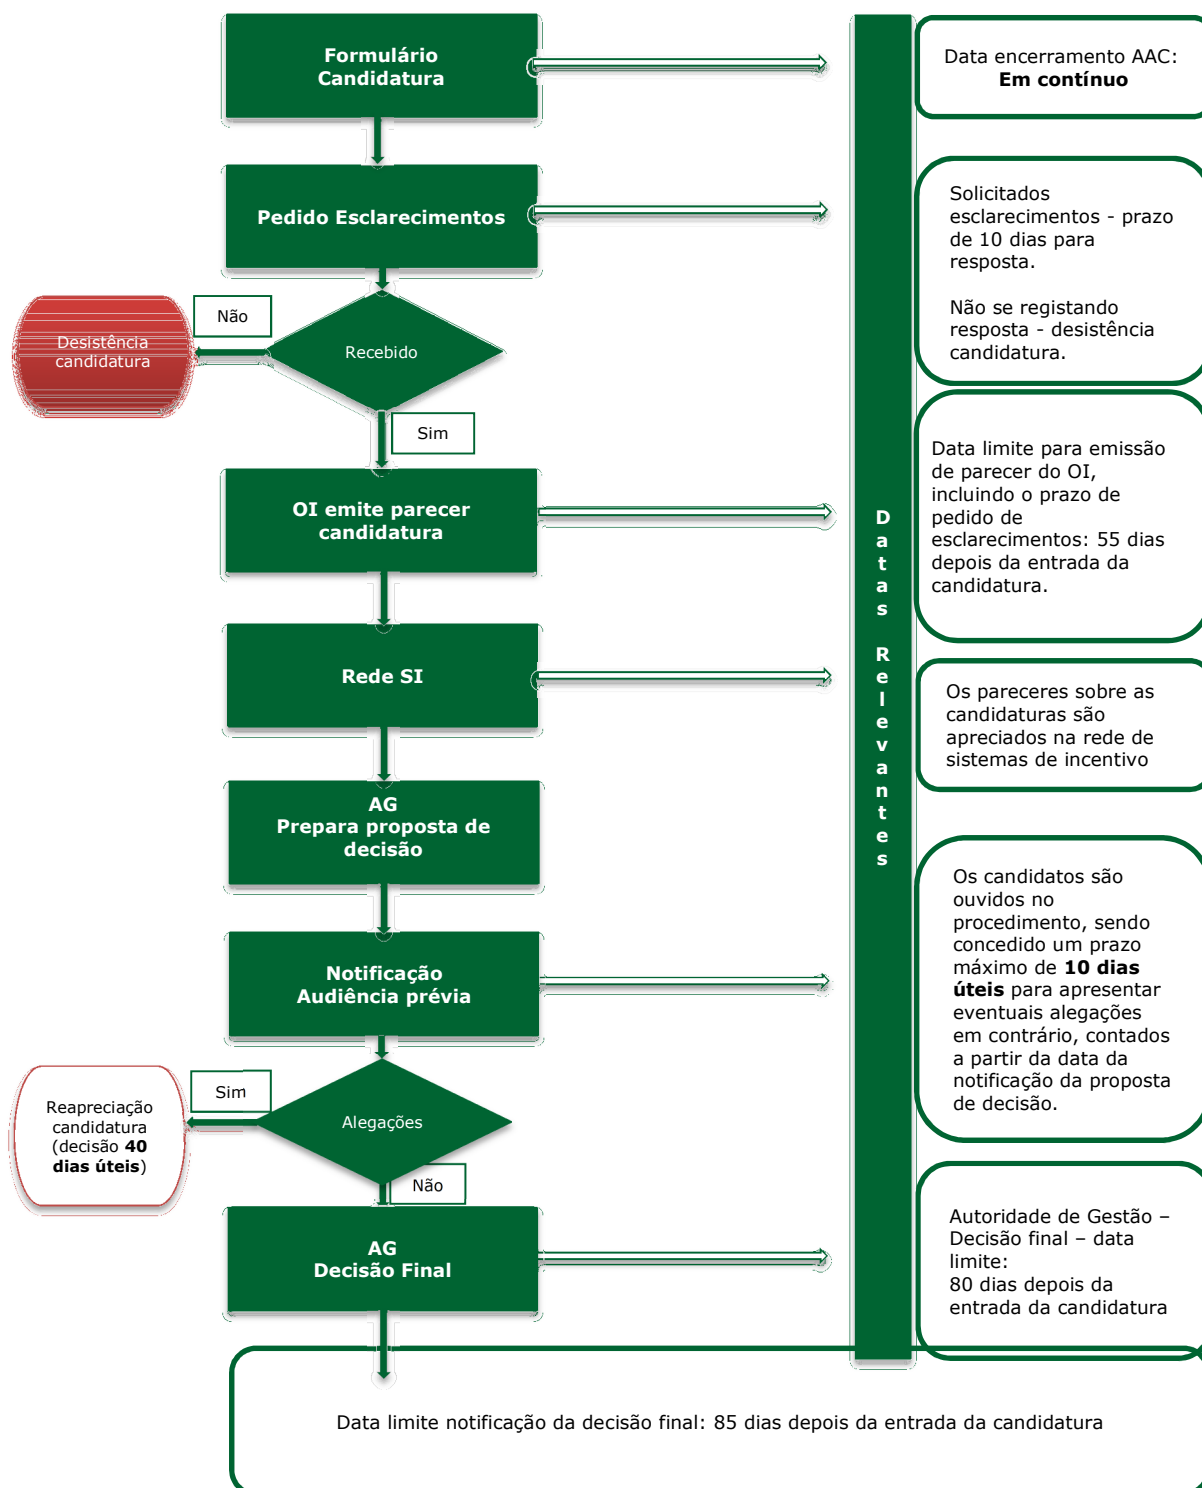 Formulário
Candidatura
Data encerramento AAC:
Em contínuo
Pedido Esclarecimentos
Solicitados
esclarecimentos - prazo
de 10 dias para
resposta.
Não se registando
resposta - desistência
candidatura.
Não
Desistência
candidatura
Recebido
Sim
OI emite parecer
candidatura
Data limite para emissão
de parecer do OI,
incluindo o prazo de
pedido de
esclarecimentos: 55 dias
depois da entrada da
candidatura.
Datas Relevantes
Rede SI
Os pareceres sobre as
candidaturas são
apreciados na rede de
sistemas de incentivo
AG
Prepara proposta de
decisão
Notificação
Audiência prévia
Os candidatos são
ouvidos no
procedimento, sendo
concedido um prazo
máximo de 10 dias
úteis para apresentar
eventuais alegações
em contrário, contados
a partir da data da
notificação da proposta
de decisão.
Sim
Reapreciação
candidatura
(decisão 40
dias úteis)
Alegações
Não
AG
Decisão Final
Autoridade de Gestão –
Decisão final – data
limite:
80 dias depois da
entrada da candidatura
Data limite notificação da decisão final: 85 dias depois da entrada da candidatura